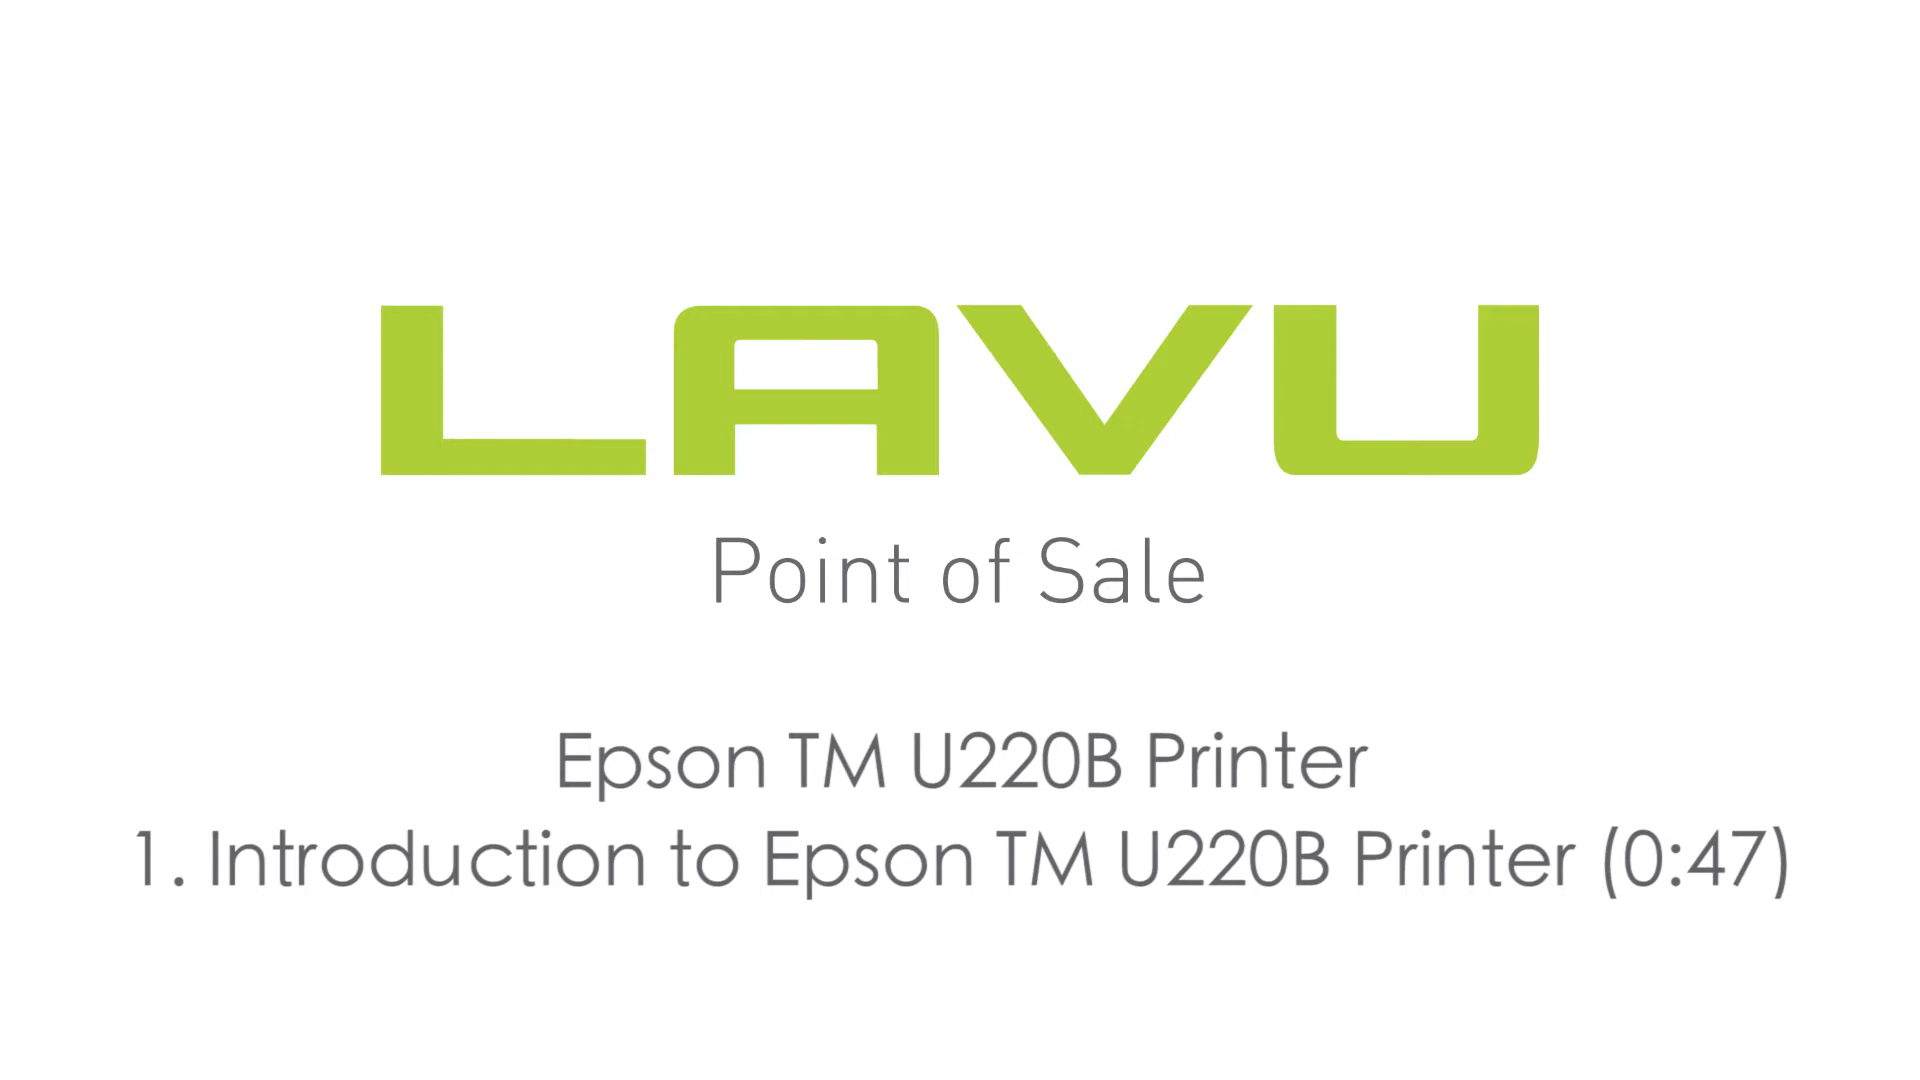 LAVU
Point of Sale
Epson TM U220B Printer
1. Introduction to Epson TM U220B Printer (0:47)